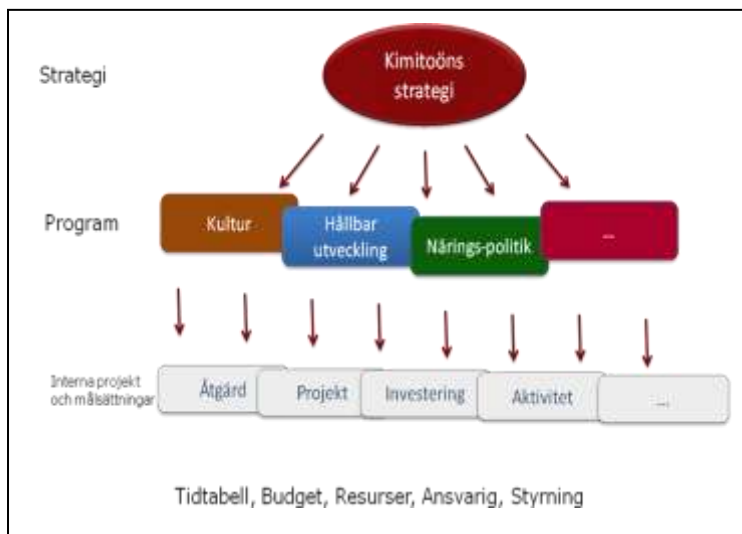 Strategi
Kimitoöns
strategi
Program
Kultur
Hållbar
utveckling
Närings-politik
...
Interna projekt
och målsättningar
Åtgärd
Projekt
Investering
Aktivitet
...
Tidtabell, Budget, Resurser, Ansvarig, Styrning